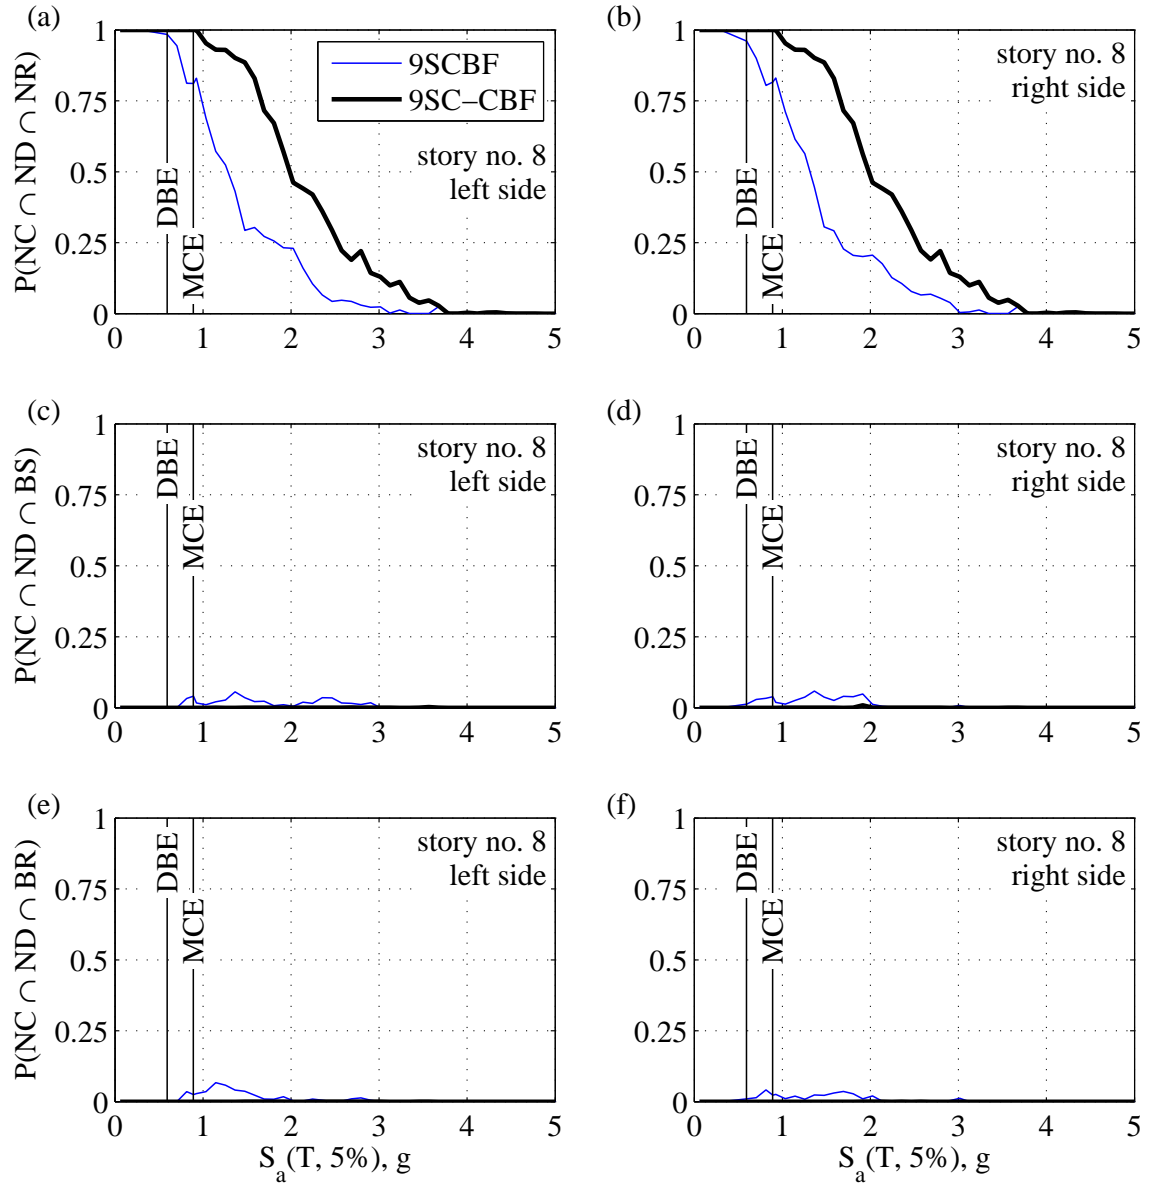 (a)
1
0.75
0.5
0.25
0
P(NC ∩ ND ∩ NR)
DBE
MCE
9SCBF
9SC−CBF
story no. 8
left side
0 1 2 3 4 5
(b)
1
0.75
0.5
0.25
0
DBE
MCE
story no. 8
right side
0 1 2 3 4 5
(c)
1
0.75
0.5
0.25
0
P(NC ∩ ND ∩ BS)
DBE
MCE
story no. 8
left side
0 1 2 3 4 5
(d)
1
0.75
0.5
0.25
0
DBE
MCE
story no. 8
right side
0 1 2 3 4 5
(e)
1
0.75
0.5
0.25
0
P(NC ∩ ND ∩ BR)
DBE
MCE
story no. 8
left side
0 1 2 3 4 5
S_a(T, 5%), g
(f)
1
0.75
0.5
0.25
0
DBE
MCE
story no. 8
right side
0 1 2 3 4 5
S_a(T, 5%), g